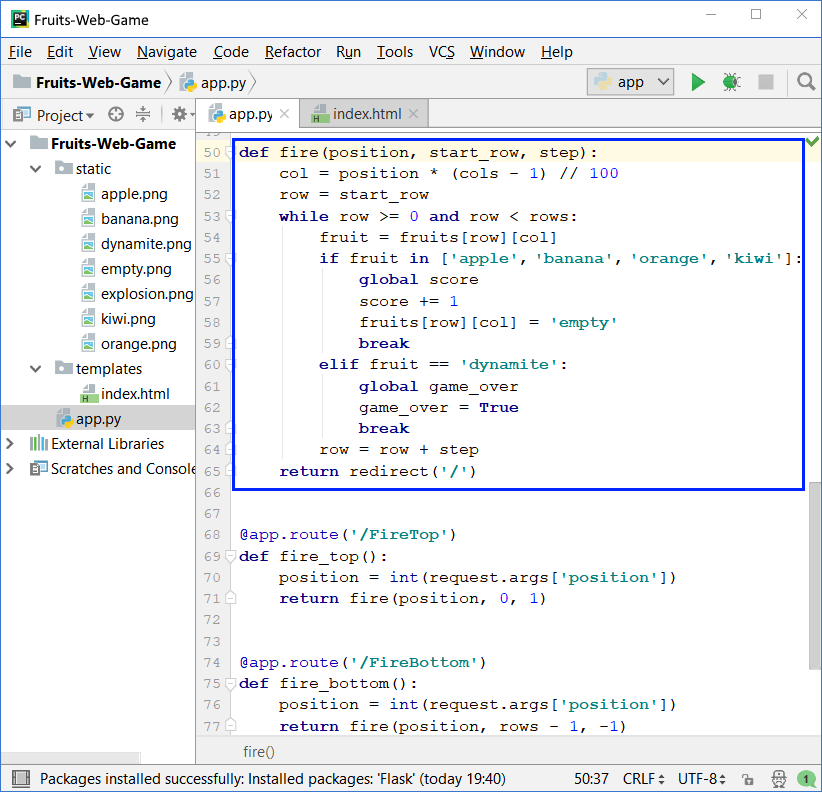 PC Fruits-Web-Game
File Edit View Navigate Code Refactor Run Tools VCS Window Help
Fruits-Web-Game app.py app
Project app.py index.html
Fruits-Web-Game
static
apple.png
banana.png
dynamite.png
empty.png
explosion.png
kiwi.png
orange.png
templates
H index.html
app.py
External Libraries
Scratches and Console
50 def fire(position, start_row, step):
51 col = position * (cols - 1) // 100
52 row = start_row
53 while row >= 0 and row < rows:
54 fruit = fruits[row][col]
55 if fruit in ['apple', 'banana', 'orange', 'kiwi']:
56 global score
57 score += 1
58 fruits[row][col] = 'empty'
59 break
60 elif fruit == 'dynamite':
61 global game_over
62 game_over = True
63 break
64 row = row + step
65 return redirect('/')
66
67
68 @app.route('/FireTop')
69 def fire_top():
70 position = int(request.args['position'])
71 return fire(position, 0, 1)
72
73
74 @app.route('/FireBottom')
75 def fire_bottom():
76 position = int(request.args['position'])
77 return fire(position, rows - 1, -1)
fire()
Packages installed successfully: Installed packages: 'Flask' (today 19:40) 50:37 CRLF UTF-8 1